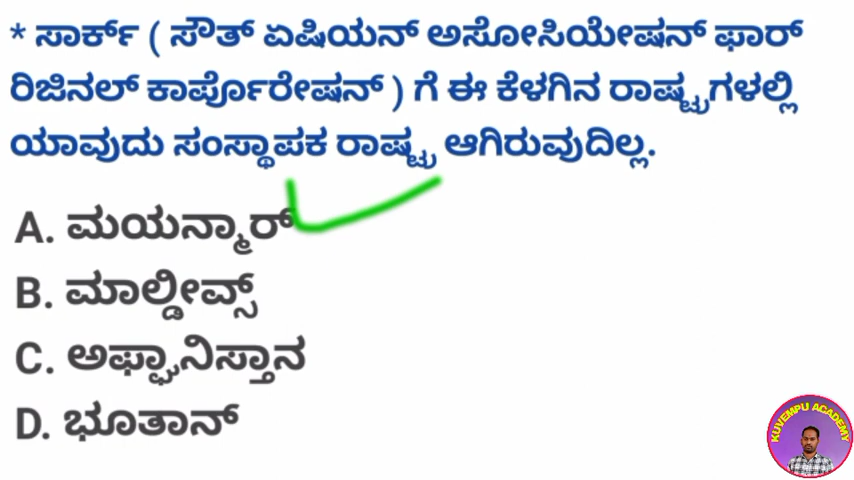 * ಸಾರ್ಕ್ ( ಸೌತ್ ಏಷಿಯನ್ ಅಸೋಸಿಯೇಷನ್ ಫಾರ್
ರಿಜಿನಲ್ ಕಾರ್ಪೊರೇಷನ್ ) ಗೆ ಈ ಕೆಳಗಿನ ರಾಷ್ಟ್ರಗಳಲ್ಲಿ
ಯಾವುದು ಸಂಸ್ಥಾಪಕ ರಾಷ್ಟ್ರ ಆಗಿರುವುದಿಲ್ಲ.
A. ಮಯನ್ಮಾರ್
B. ಮಾಲ್ಡೀವ್ಸ್
C. ಅಫ್ಘಾನಿಸ್ತಾನ
D. ಭೂತಾನ್
KUVEMPU ACADEMY